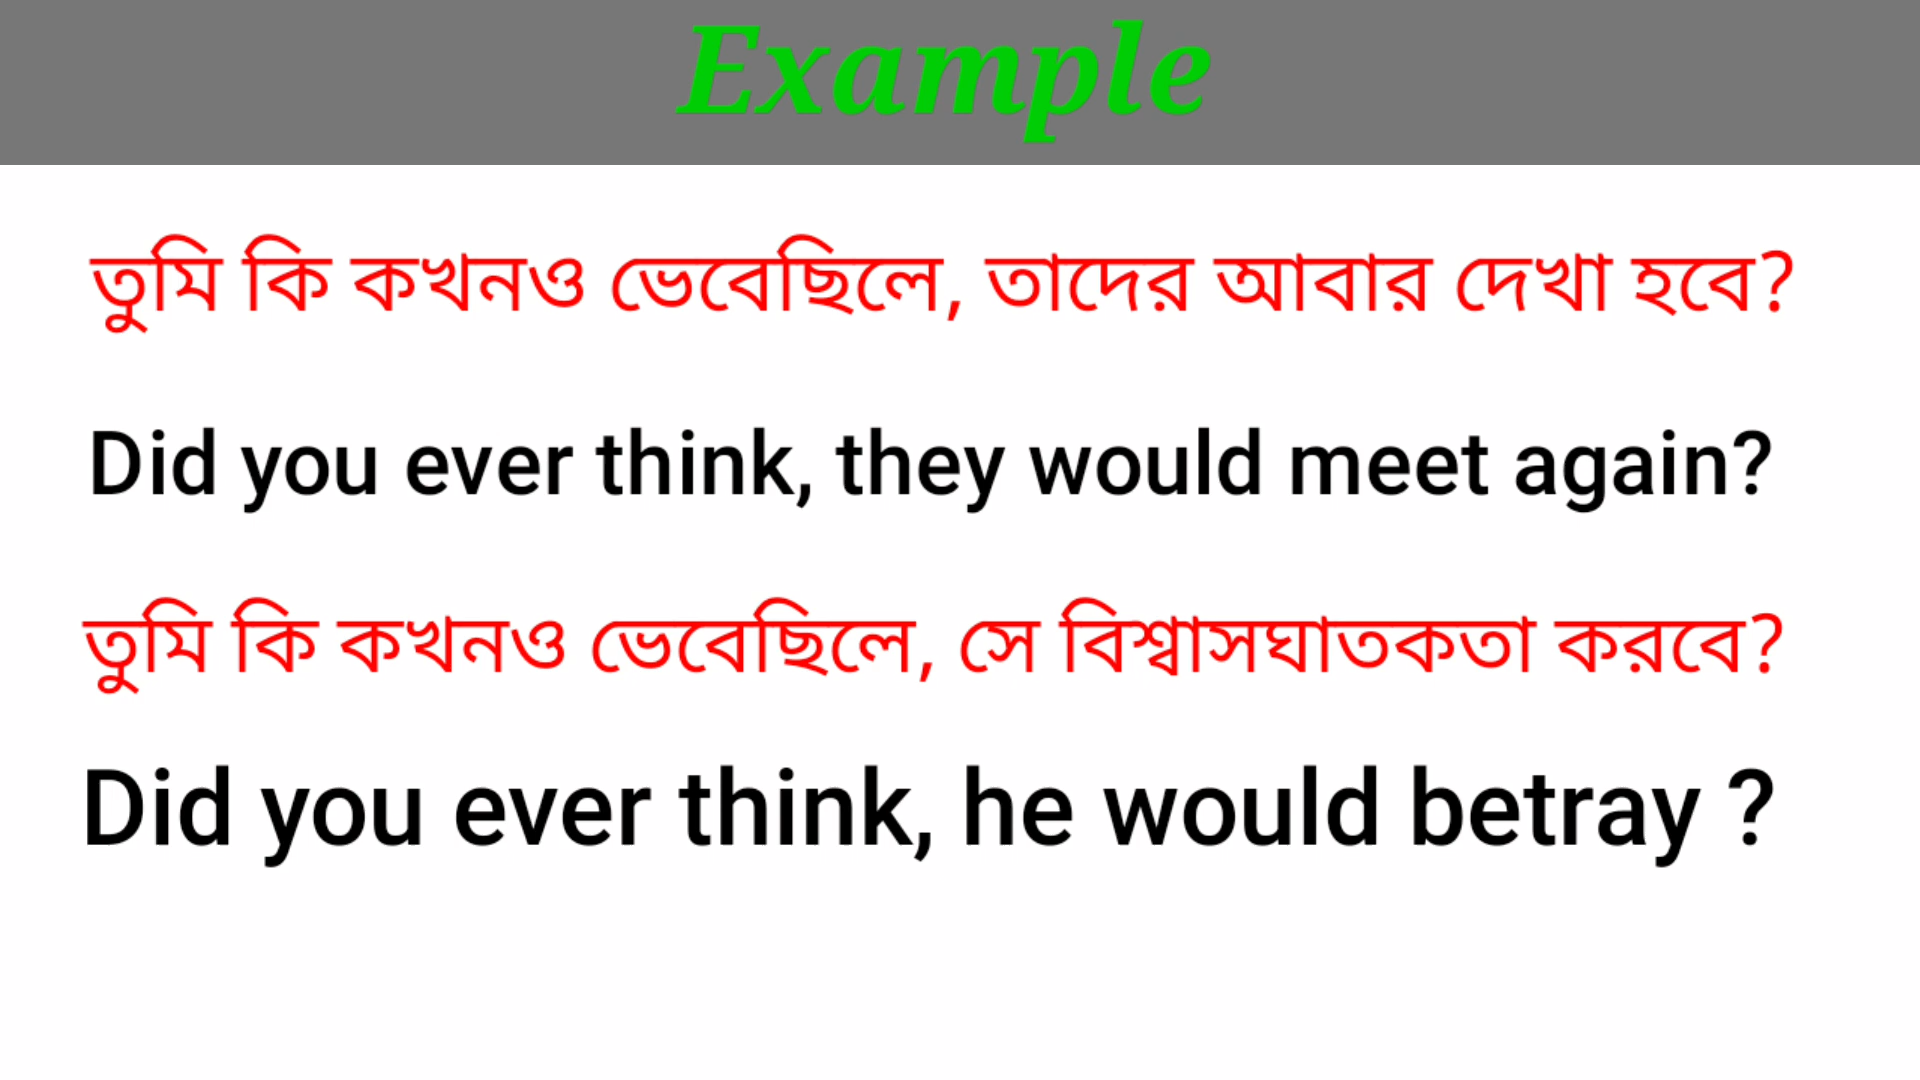 Example
তুমি কি কখনও ভেবেছিলে, তাদের আবার দেখা হবে?
Did you ever think, they would meet again?
তুমি কি কখনও ভেবেছিলে, সে বিশ্বাসঘাতকতা করবে?
Did you ever think, he would betray ?